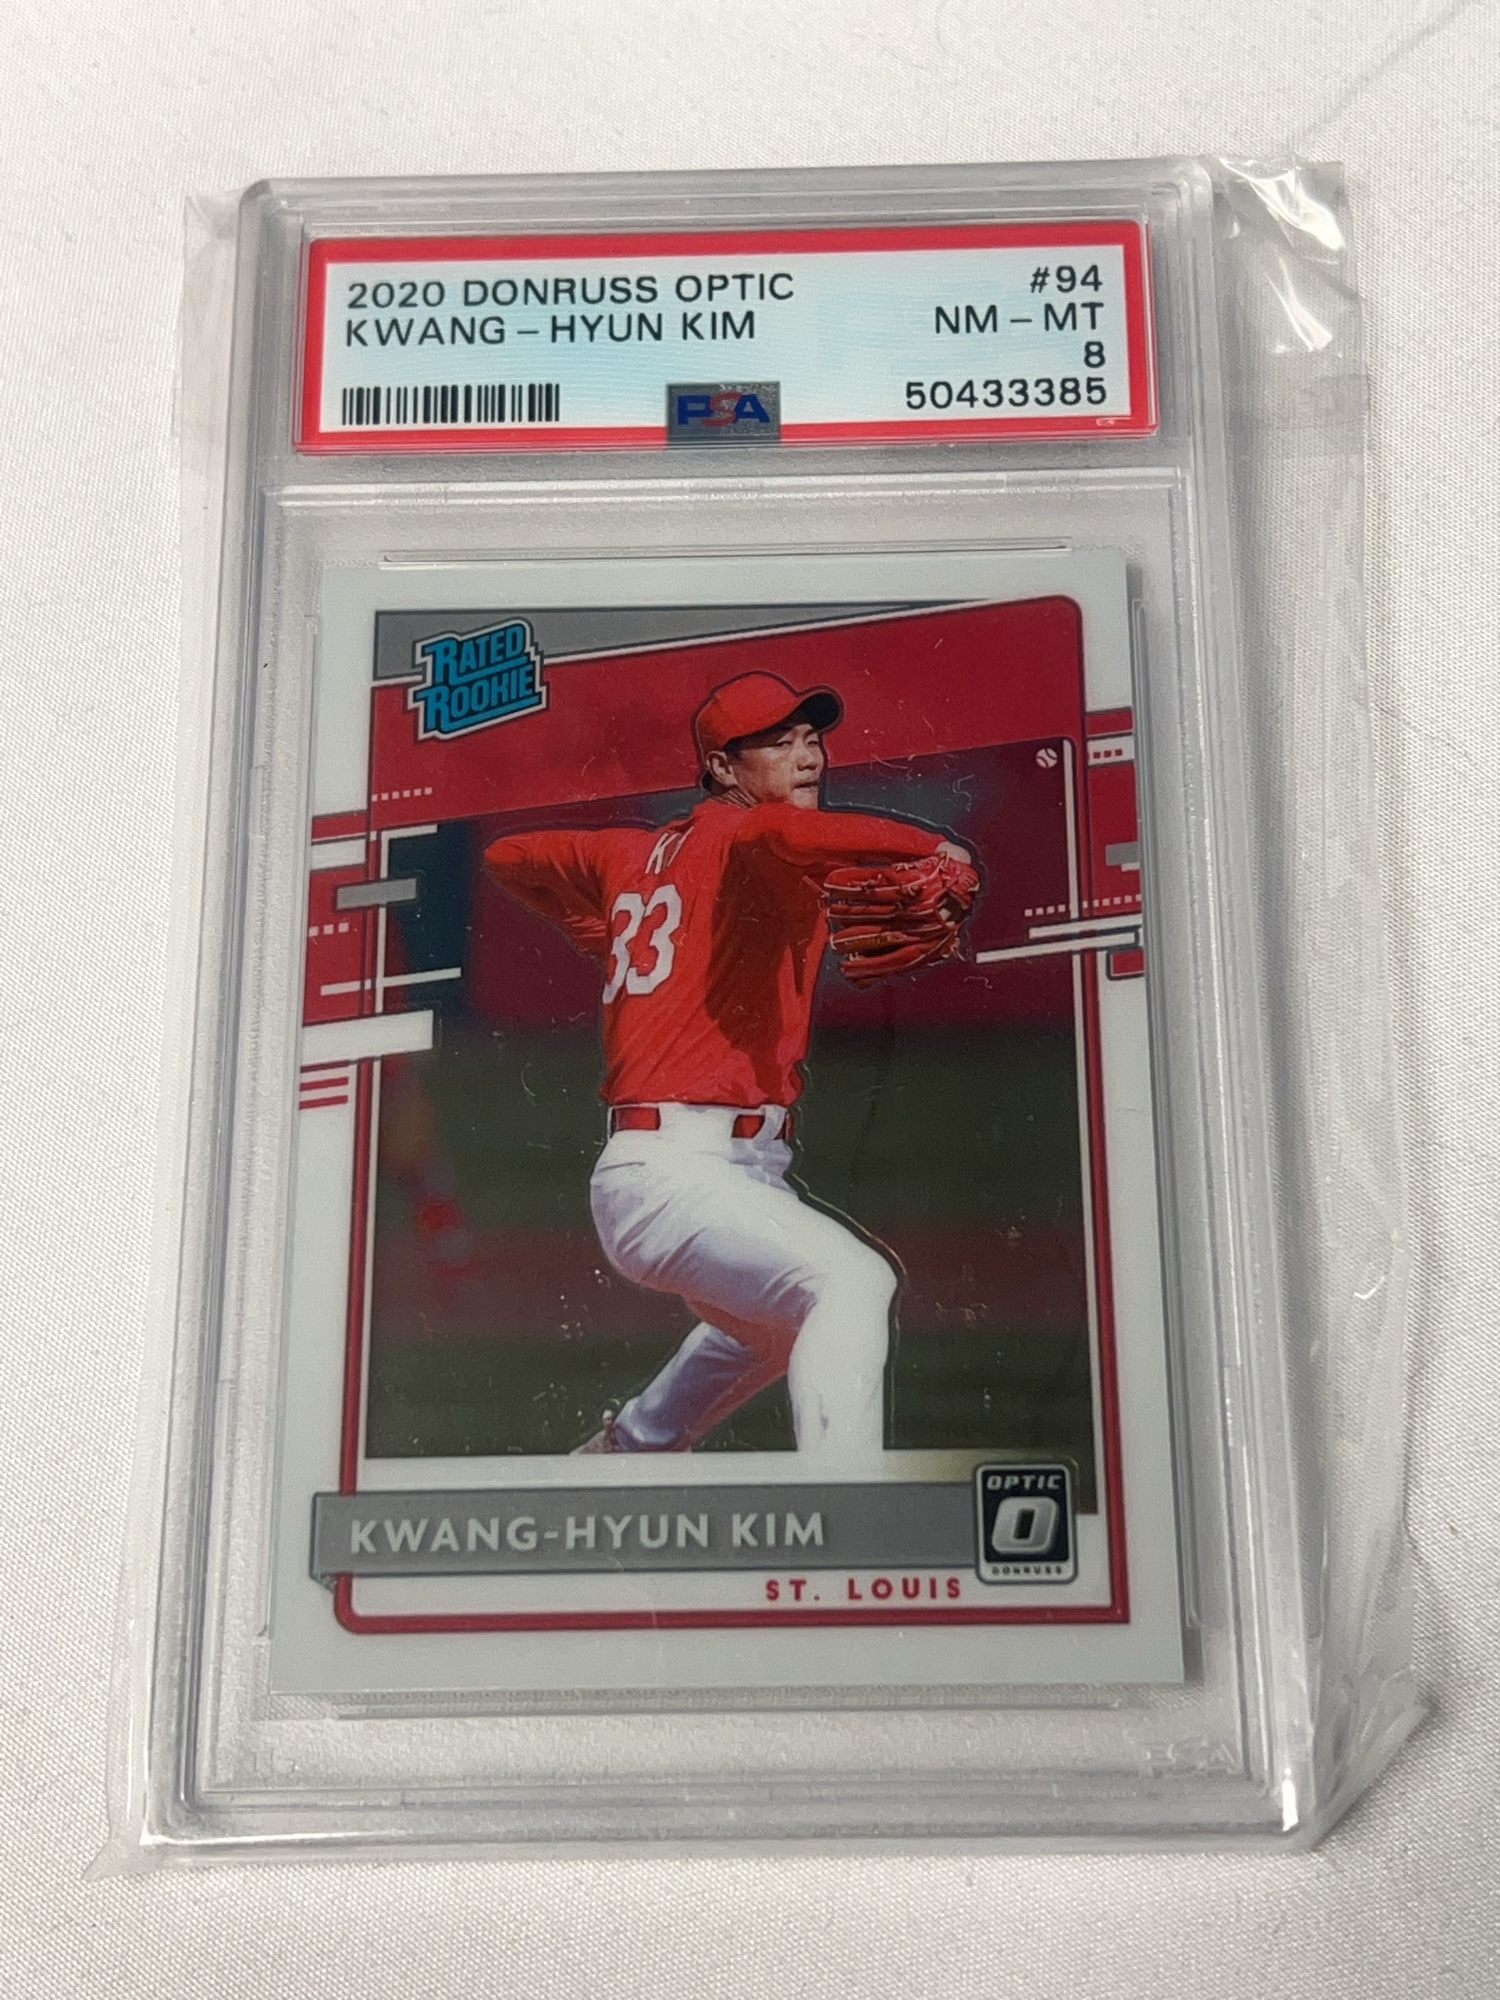 2020 DONRUSS OPTIC #94
KWANG-HYUN KIM NM-MT
8
PSA 50433385
RATED
ROOKIE
33
KWANG-HYUN KIM
OPTIC
O
DONRUSS
ST. LOUIS
PSA